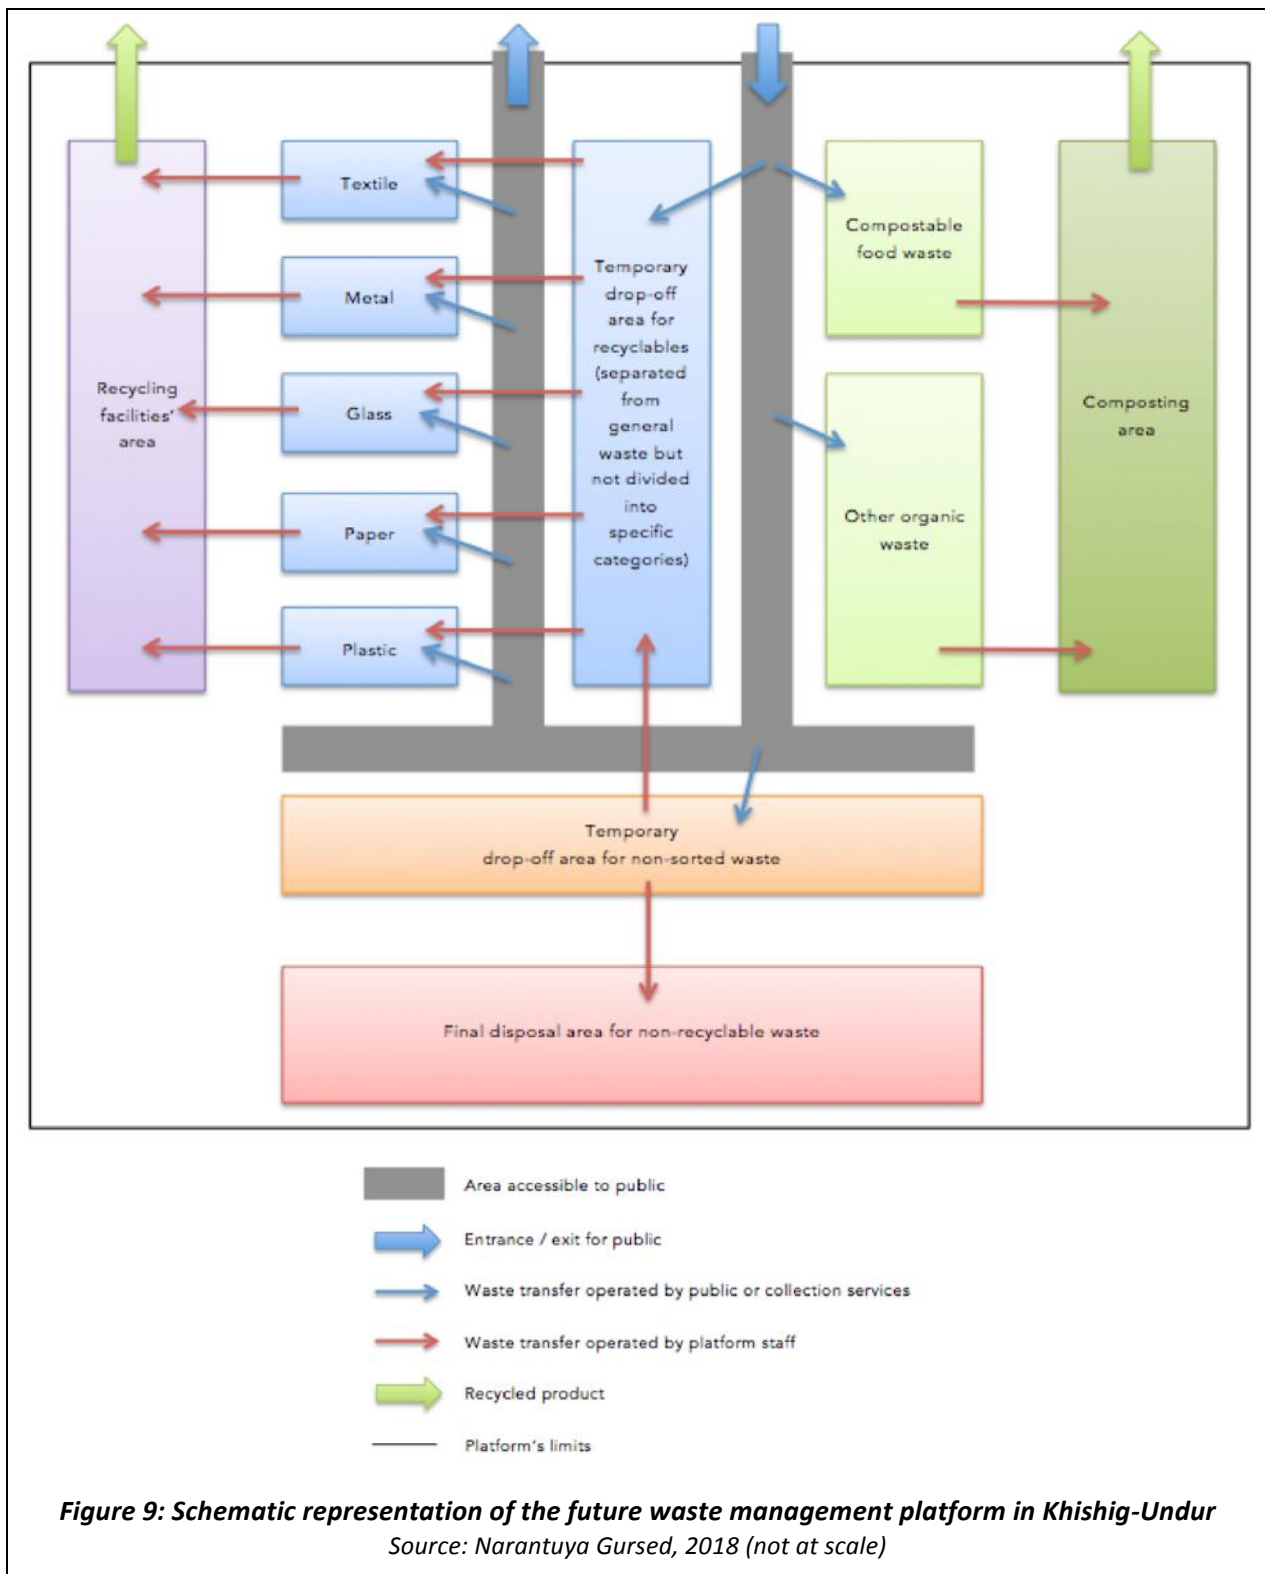 Textile
Metal
Glass
Paper
Plastic
Recycling
facilities'
area
Temporary
drop-off
area for
recyclables
(separated
from
general
waste but
not divided
into
specific
categories)
Compostable
food waste
Other organic
waste
Composting
area
Temporary
drop-off area for non-sorted waste
Final disposal area for non-recyclable waste
Area accessible to public
Entrance / exit for public
Waste transfer operated by public or collection services
Waste transfer operated by platform staff
Recycled product
Platform's limits
Figure 9: Schematic representation of the future waste management platform in Khishig-Undur
Source: Narantuya Gursed, 2018 (not at scale)